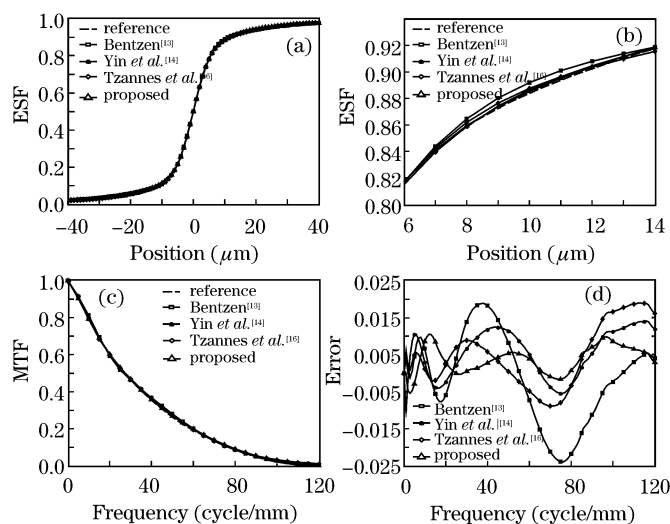 1.0
0.8
0.6
0.4
0.2
0.0
ESF
reference
Bentzen[13]
Yin et al.[14]
Tzannes et al.[16]
proposed
(a)
−40 −20 0 20 40
Position (μm)
0.92
0.90
0.88
0.86
0.84
0.82
0.80
ESF
reference
Bentzen[13]
Yin et al.[14]
Tzannes et al.[16]
proposed
(b)
6 8 10 12 14
Position (μm)
1.0
0.8
0.6
0.4
0.2
0.0
MTF
(c)
reference
Bentzen[13]
Yin et al.[14]
Tzannes et al.[16]
proposed
0 40 80 120
Frequency (cycle/mm)
0.025
0.015
0.005
−0.005
−0.015
−0.025
Error
(d)
Bentzen[13]
Yin et al.[14]
Tzannes et al.[16]
proposed
0 40 80 120
Frequency (cycle/mm)